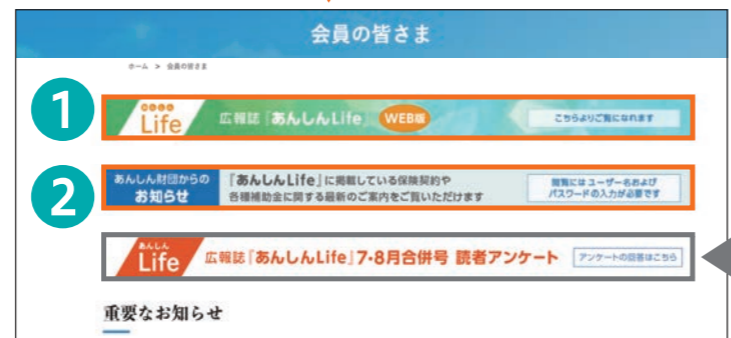 会員の皆さま
ホーム > 会員の皆さま
1
あんしん
Life
広報誌『あんしんLife』 WEB版
こちらよりご覧になれます
2
あんしん財団からの
お知らせ
『あんしんLife』に掲載している保険契約や
各種補助金に関する最新のご案内をご覧いただけます
閲覧にはユーザー名および
パスワードの入力が必要です
あんしん
Life
広報誌『あんしんLife』7・8月合併号 読者アンケート
アンケートの回答はこちら
重要なお知らせ